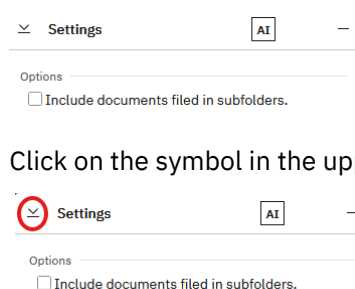 Settings AI
Options
Include documents filed in subfolders.
Click on the symbol in the
Settings AI
Options
Include documents filed in subfolders.